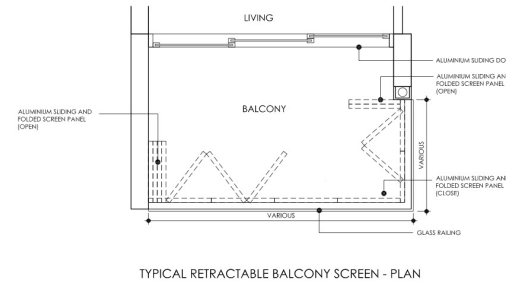 LIVING
ALUMINIUM SLIDING DO
ALUMINIUM SLIDING AN
FOLDED SCREEN PANEL
(OPEN)
BALCONY
ALUMINIUM SLIDING AND
FOLDED SCREEN PANEL
(OPEN)
VARIOUS
ALUMINIUM SLIDING AN
FOLDED SCREEN PANEL
(CLOSE)
VARIOUS
GLASS RAILING
TYPICAL RETRACTABLE BALCONY SCREEN - PLAN